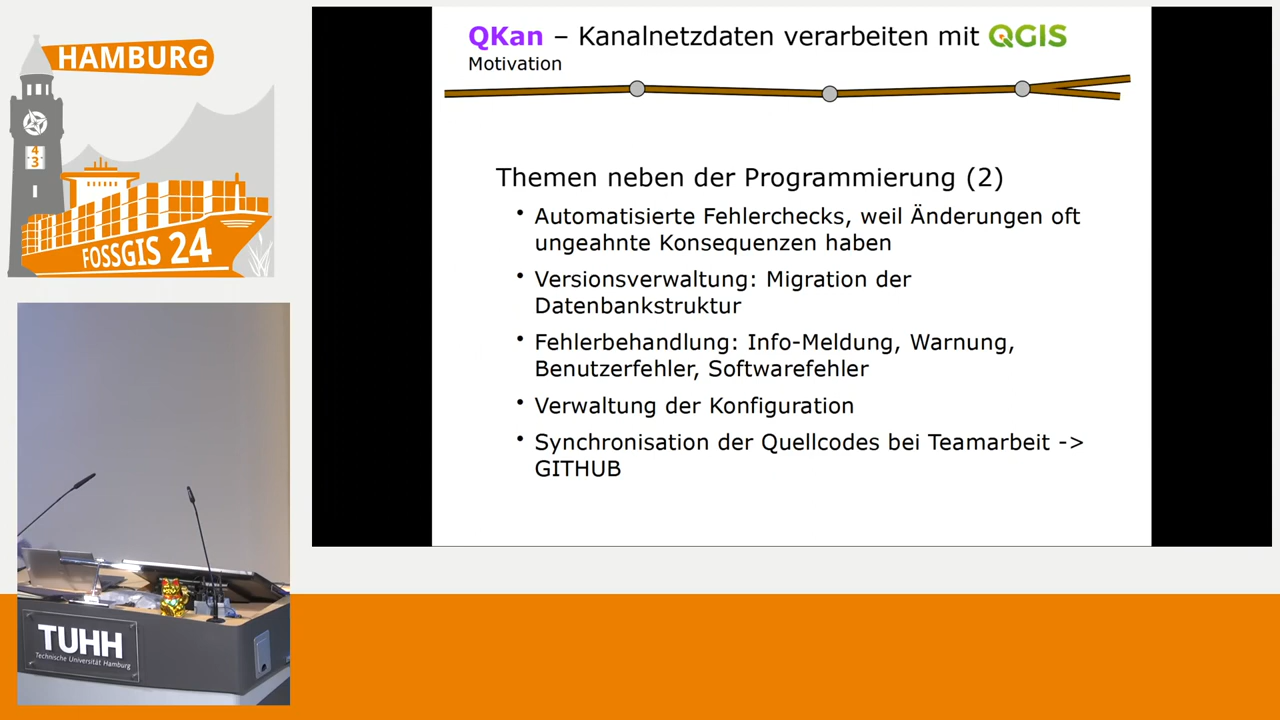 HAMBURG
4
3
FOSSGIS 24
TUHH
Technische Universität Hamburg
QKan – Kanalnetzdaten verarbeiten mit QGIS
Motivation
Themen neben der Programmierung (2)
• Automatisierte Fehlerchecks, weil Änderungen oft
ungeahnte Konsequenzen haben
• Versionsverwaltung: Migration der
Datenbankstruktur
• Fehlerbehandlung: Info-Meldung, Warnung,
Benutzerfehler, Softwarefehler
• Verwaltung der Konfiguration
• Synchronisation der Quellcodes bei Teamarbeit ->
GITHUB